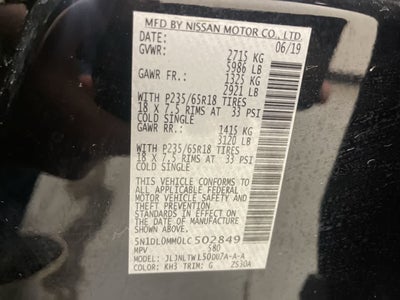 MFD BY NISSAN MOTOR CO., LTD.
DATE: 06/19
GVWR: 2715 KG
5986 LB
GAWR FR.: 1325 KG
2921 LB
WITH P235/65R18 TIRES
18 X 7.5 RIMS AT 33 PSI
COLD SINGLE
GAWR RR.: 1415 KG
3120 LB
WITH P235/65R18 TIRES
18 X 7.5 RIMS AT 33 PSI
COLD SINGLE
THIS VEHICLE CONFORMS TO
ALL APPLICABLE FEDERAL
MOTOR VEHICLE SAFETY
STANDARDS IN EFFECT ON THE
DATE OF MANUFACTURE
SHOWN ABOVE.
5N1DL0MM0LC502849
MPV 580
MODEL: JLJNLTWL50DU7A-A-A
COLOR: KH3 TRIM: G ZS30A